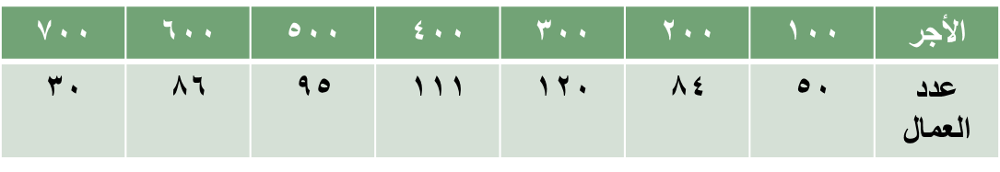 الأجر ١٠٠ ٢٠٠ ٣٠٠ ٤٠٠ ٥٠٠ ٦٠٠ ٧٠٠
عدد العمال ٥٠ ٨٤ ١٢٠ ١١١ ٩٥ ٨٦ ٣٠